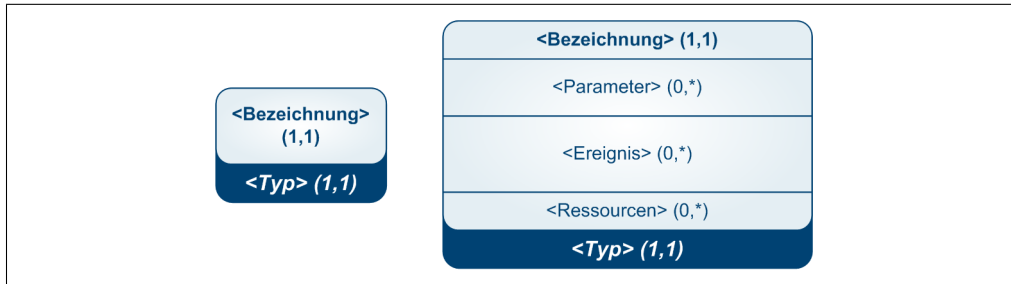 <Bezeichnung>
(1,1)
<Typ> (1,1)
<Bezeichnung> (1,1)
<Parameter> (0,*)
<Ereignis> (0,*)
<Ressourcen> (0,*)
<Typ> (1,1)